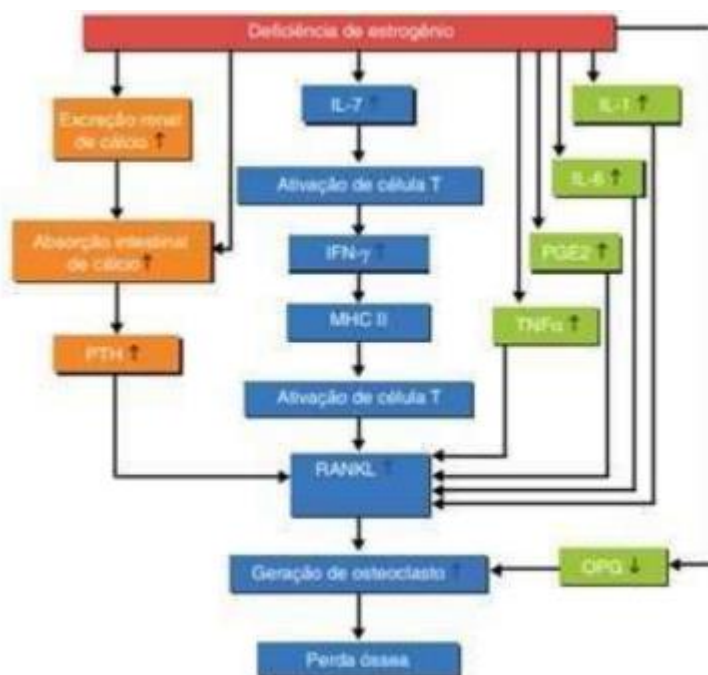 Deficiência de estrogênio
IL-7 ↑
IL-1 ↑
Excreção renal
de cálcio ↑
IL-6 ↑
Ativação de célula T
Absorção intestinal
de cálcio ↑
IFN-γ ↑
PGE2 ↑
MHC II
TNFα ↑
PTH ↑
Ativação de célula T
RANKL ↑
Geração de osteoclasto ↑
OPG ↓
Perda óssea